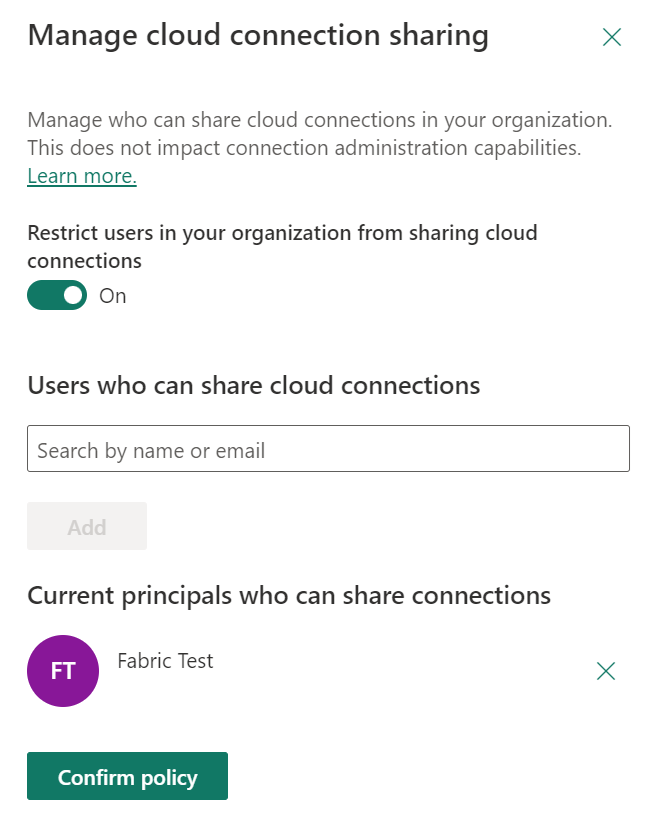 Manage cloud connection sharing
Manage who can share cloud connections in your organization.
This does not impact connection administration capabilities.
Learn more.
Restrict users in your organization from sharing cloud
connections
On
Users who can share cloud connections
Search by name or email
Add
Current principals who can share connections
FT
Fabric Test
Confirm policy